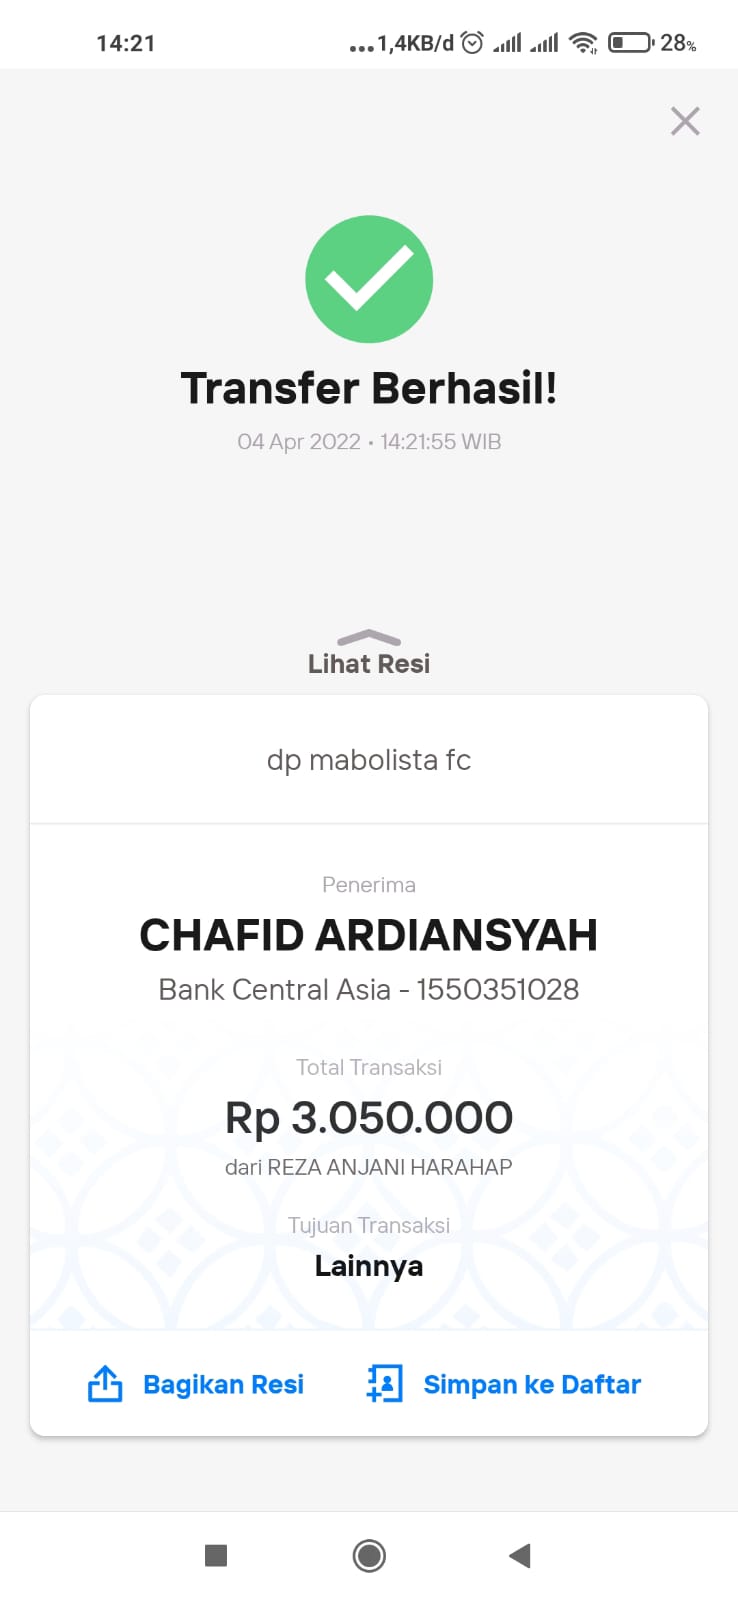 14:21
...1,4KB/d
28%
Transfer Berhasil!
04 Apr 2022 • 14:21:55 WIB
Lihat Resi
dp mabolista fc
Penerima
CHAFID ARDIANSYAH
Bank Central Asia - 1550351028
Total Transaksi
Rp 3.050.000
dari REZA ANJANI HARAHAP
Tujuan Transaksi
Lainnya
Bagikan Resi
Simpan ke Daftar